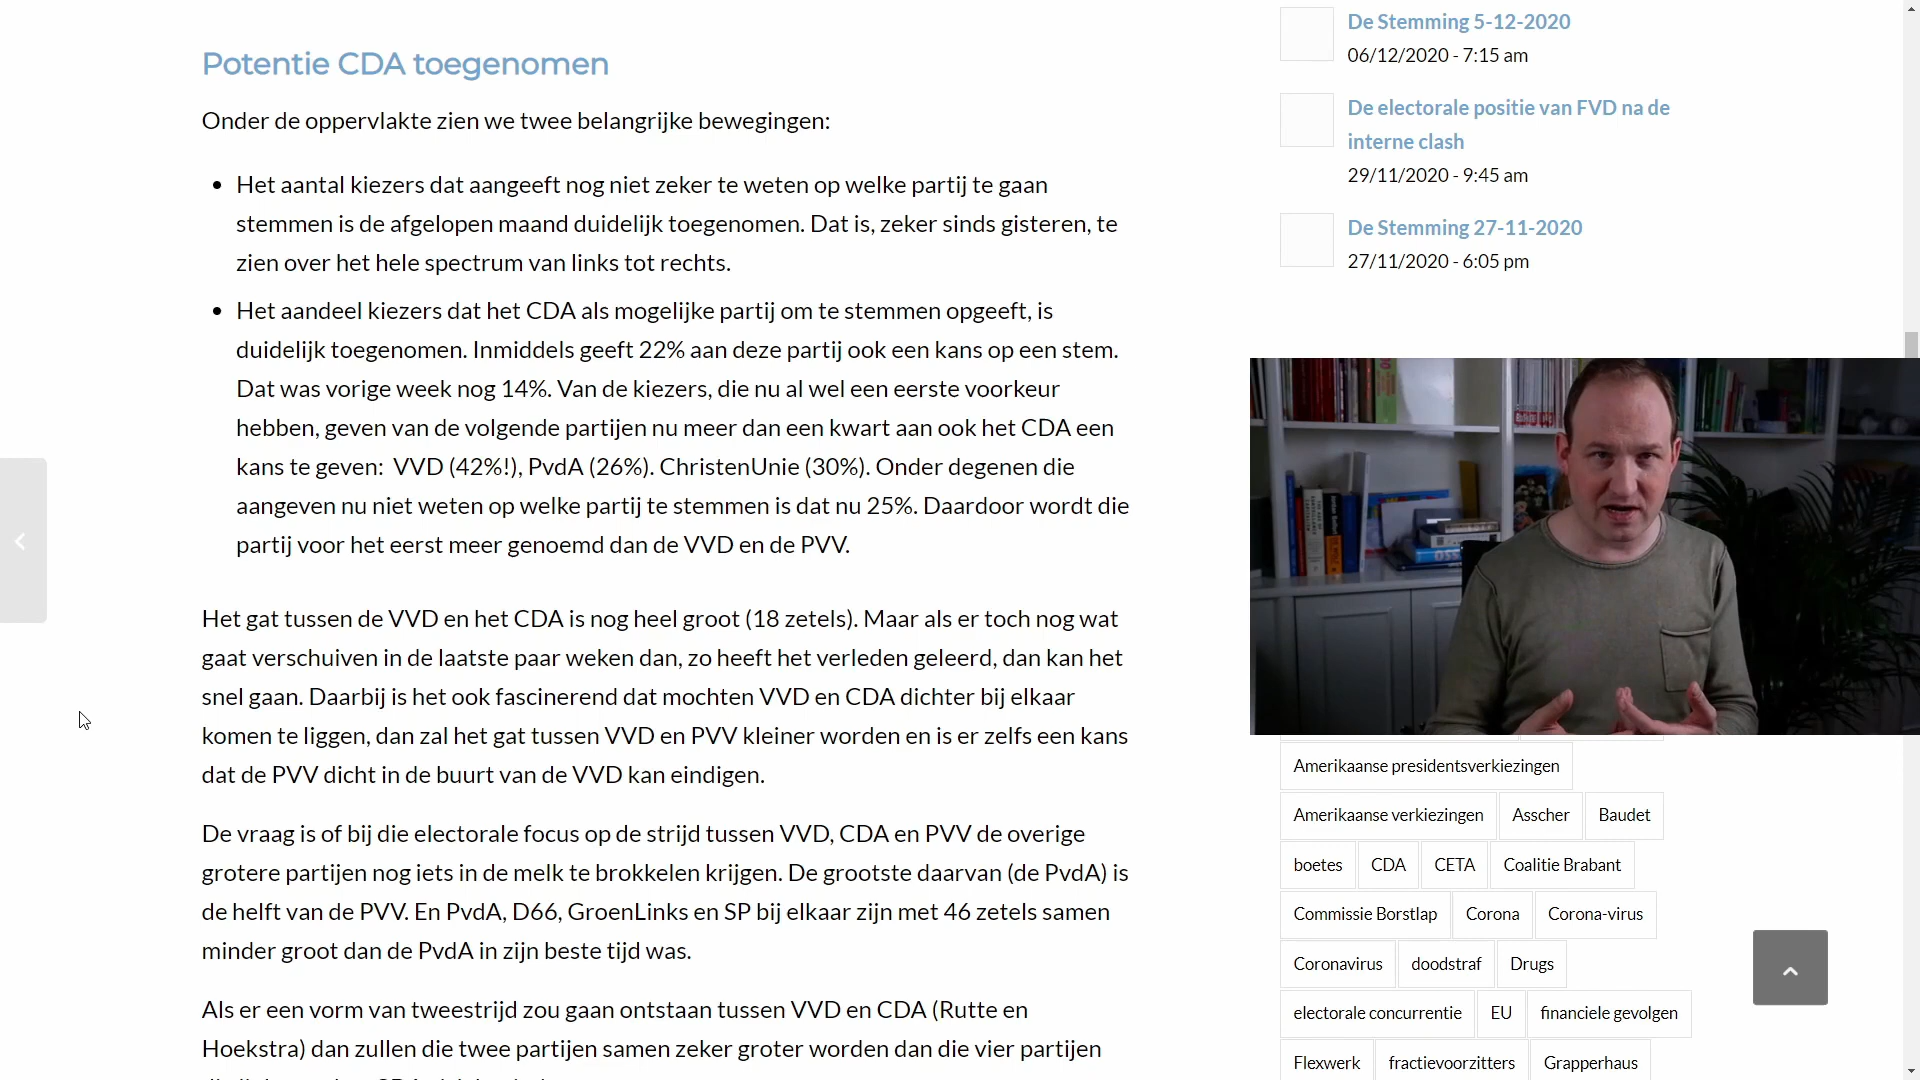 Potentie CDA toegenomen
Onder de oppervlakte zien we twee belangrijke bewegingen:
Het aantal kiezers dat aangeeft nog niet zeker te weten op welke partij te gaan
stemmen is de afgelopen maand duidelijk toegenomen. Dat is, zeker sinds gisteren, te
zien over het hele spectrum van links tot rechts.
Het aandeel kiezers dat het CDA als mogelijke partij om te stemmen opgeeft, is
duidelijk toegenomen. Inmiddels geeft 22% aan deze partij ook een kans op een stem.
Dat was vorige week nog 14%. Van de kiezers, die nu al wel een eerste voorkeur
hebben, geven van de volgende partijen nu meer dan een kwart aan ook het CDA een
kans te geven: VVD (42%!), PvdA (26%). ChristenUnie (30%). Onder degenen die
aangeven nu niet weten op welke partij te stemmen is dat nu 25%. Daardoor wordt die
partij voor het eerst meer genoemd dan de VVD en de PVV.
Het gat tussen de VVD en het CDA is nog heel groot (18 zetels). Maar als er toch nog wat
gaat verschuiven in de laatste paar weken dan, zo heeft het verleden geleerd, dan kan het
snel gaan. Daarbij is het ook fascinerend dat mochten VVD en CDA dichter bij elkaar
komen te liggen, dan zal het gat tussen VVD en PVV kleiner worden en is er zelfs een kans
dat de PVV dicht in de buurt van de VVD kan eindigen.
De vraag is of bij die electorale focus op de strijd tussen VVD, CDA en PVV de overige
grotere partijen nog iets in de melk te brokkelen krijgen. De grootste daarvan (de PvdA) is
de helft van de PVV. En PvdA, D66, GroenLinks en SP bij elkaar zijn met 46 zetels samen
minder groot dan de PvdA in zijn beste tijd was.
Als er een vorm van tweestrijd zou gaan ontstaan tussen VVD en CDA (Rutte en
Hoekstra) dan zullen die twee partijen samen zeker groter worden dan die vier partijen
De Stemming 5-12-2020
06/12/2020 - 7:15 am
De electorale positie van FVD na de
interne clash
29/11/2020 - 9:45 am
De Stemming 27-11-2020
27/11/2020 - 6:05 pm
Amerikaanse presidentsverkiezingen
Amerikaanse verkiezingen Asscher Baudet
boetes CDA CETA Coalitie Brabant
Commissie Borstlap Corona Corona-virus
Coronavirus doodstraf Drugs
electorale concurrentie EU financiele gevolgen
Flexwerk fractievoorzitters Grapperhaus